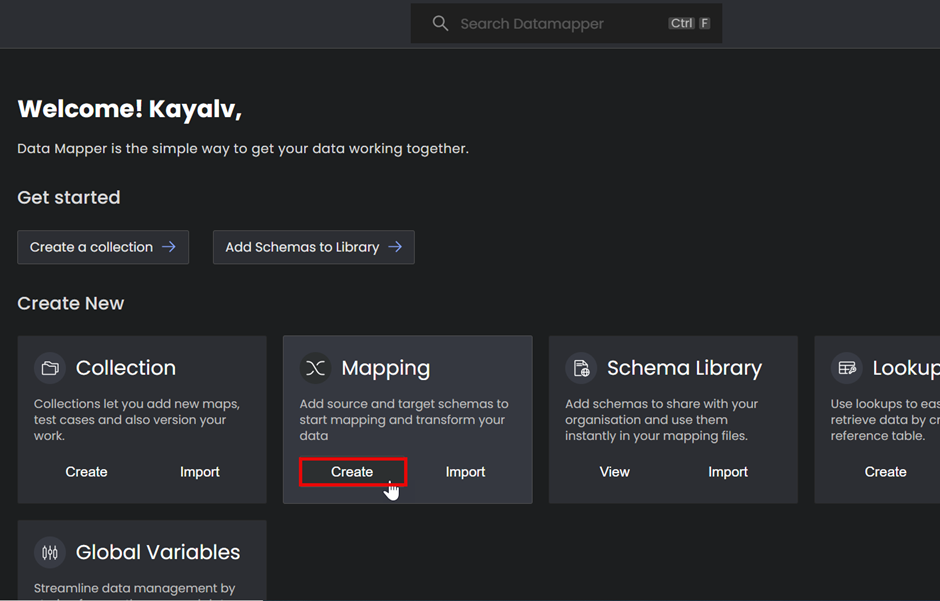 Search Datamapper Ctrl F
Welcome! Kayalv,
Data Mapper is the simple way to get your data working together.
Get started
Create a collection
Add Schemas to Library
Create New
Collection
Collections let you add new maps,
test cases and also version your
work.
Create Import
Mapping
Add source and target schemas to
start mapping and transform your
data
Create Import
Schema Library
Add schemas to share with your
organisation and use them
instantly in your mapping files.
View Import
Lookup
Use lookups to eas
retrieve data by cr
reference table.
Create
Global Variables
Streamline data management by